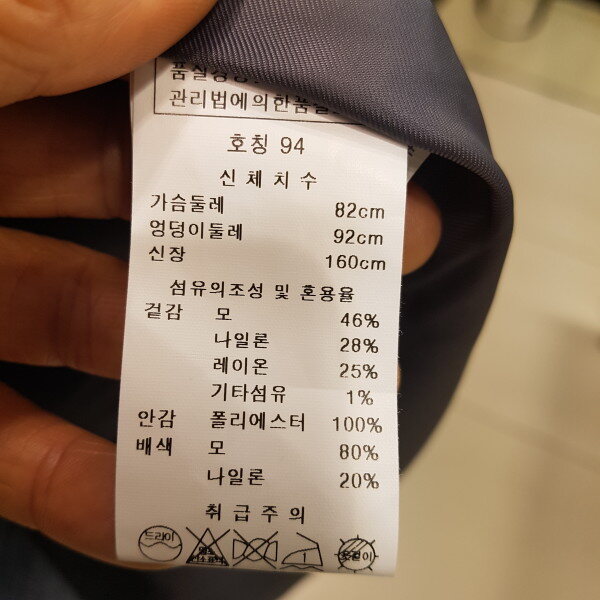 관리법에의한품
호칭 94
신체치수
가슴둘레 82cm
엉덩이둘레 92cm
신장 160cm
섬유의조성 및 혼용율
겉감 모 46%
나일론 28%
레이온 25%
기타섬유 1%
안감 폴리에스터 100%
배색 모 80%
나일론 20%
취급주의
드라이 옷걸이